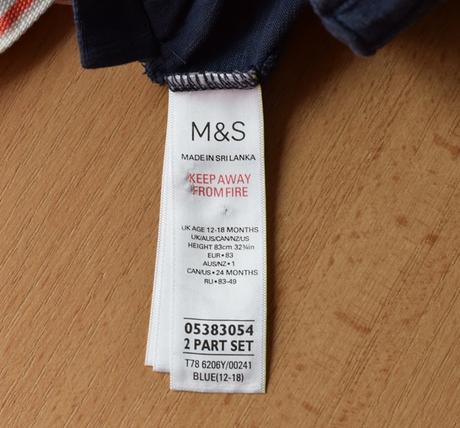 M&S
MADE IN SRI LANKA
KEEP AWAY
FROM FIRE
UK AGE 12-18 MONTHS
UK/AUS/CAN/NZ/US
HEIGHT 83cm 32¾in
EUR•83
AUS/NZ•1
CAN/US•24 MONTHS
RU•83-49
05383054
2 PART SET
T78 6206Y/00241
BLUE(12-18)